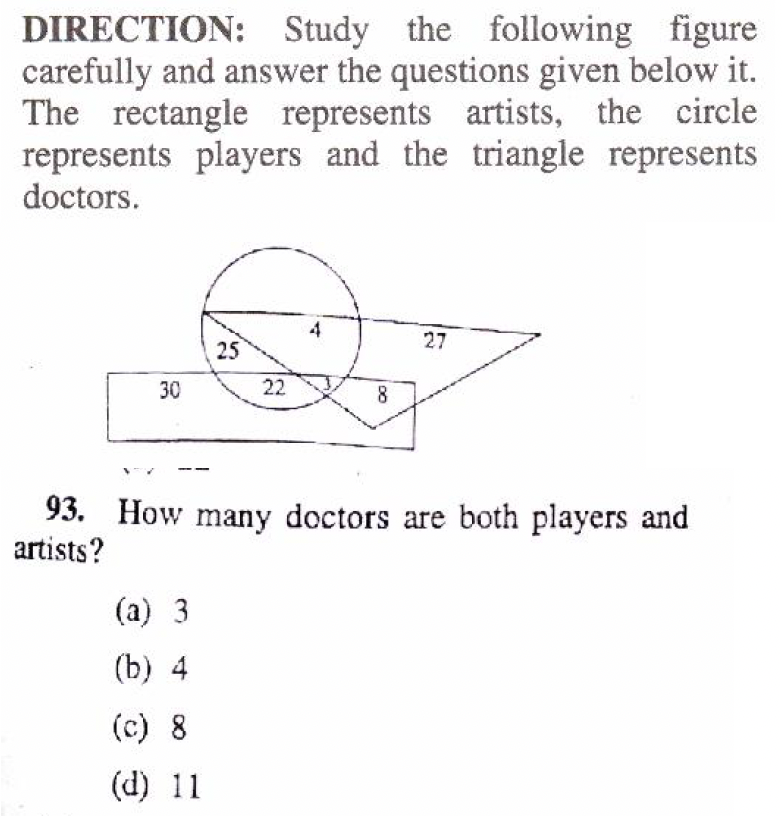 DIRECTION: Study the following figure
carefully and answer the questions given below it.
The rectangle represents artists, the circle
represents players and the triangle represents
doctors.
4
27
25
30
22
3
8
93. How many doctors are both players and
artists?
(a) 3
(b) 4
(c) 8
(d) 11